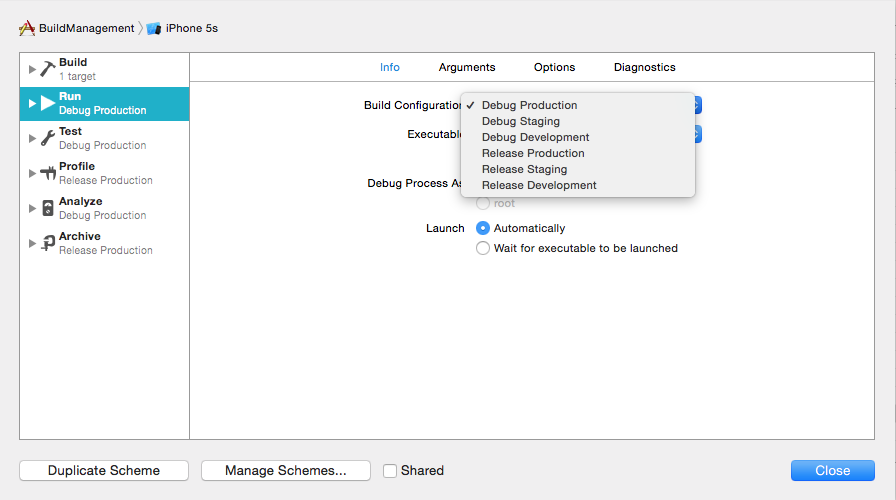 BuildManagement iPhone 5s
Build
1 target
Run
Debug Production
Test
Debug Production
Profile
Release Production
Analyze
Debug Production
Archive
Release Production
Info Arguments Options Diagnostics
Build Configuration
Debug Production
Debug Staging
Debug Development
Release Production
Release Staging
Release Development
Executable
Debug Process As
root
Launch Automatically
Wait for executable to be launched
Duplicate Scheme Manage Schemes... Shared Close